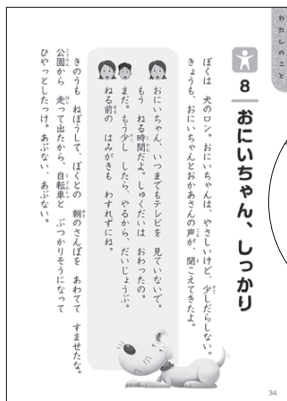 わたしのこと
8 おにいちゃん、しっかり
ぼくは 犬のロン。おにいちゃんは、やさしいけど、少しだらしない。
きょうも、おにいちゃんとおかあさんの声が、聞こえてきたよ。
おにいちゃん、いつまでもテレビを 見ていないで。
もう ねる時間だよ。しゅくだいは おわったの。
まだ。もう少し したら、やるから、だいじょうぶ。
ねる前の はみがきも わすれずにね。
きのうも ねぼうして、ぼくとの 朝のさんぽを あわてて すませたな。
公園から 走って出たから、自転車と ぶつかりそうになって
ひやっとしたっけ。あぶない、あぶない。
34